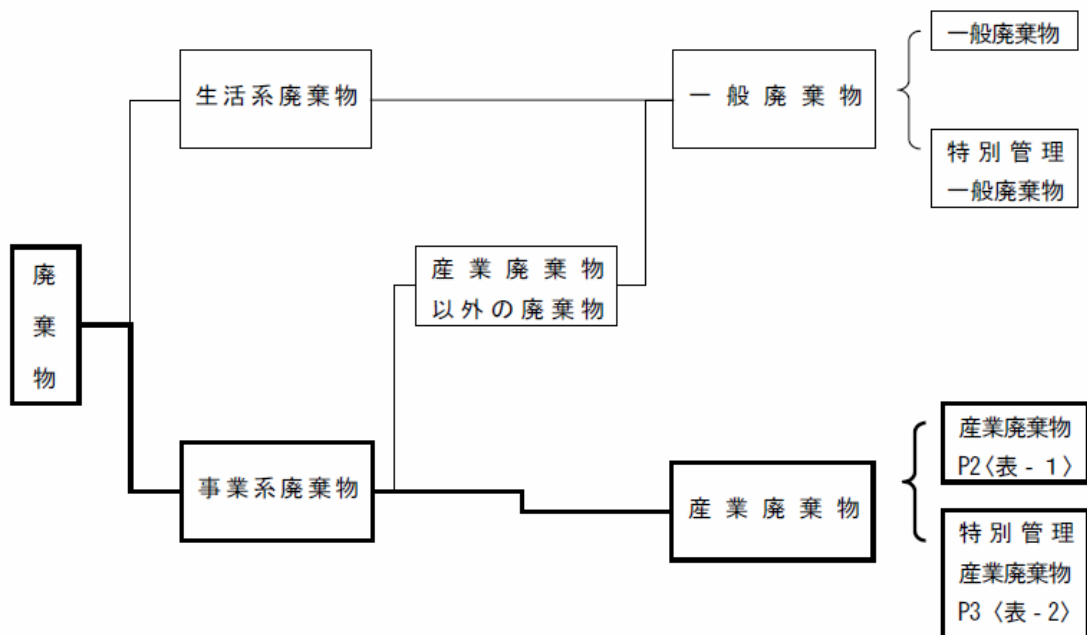 一般廃棄物
生活系廃棄物
一般廃棄物
特別管理
一般廃棄物
廃
棄
物
産業廃棄物
以外の廃棄物
事業系廃棄物
産業廃棄物
産業廃棄物
P2〈表 - 1〉
特別管理
産業廃棄物
P3〈表-2〉